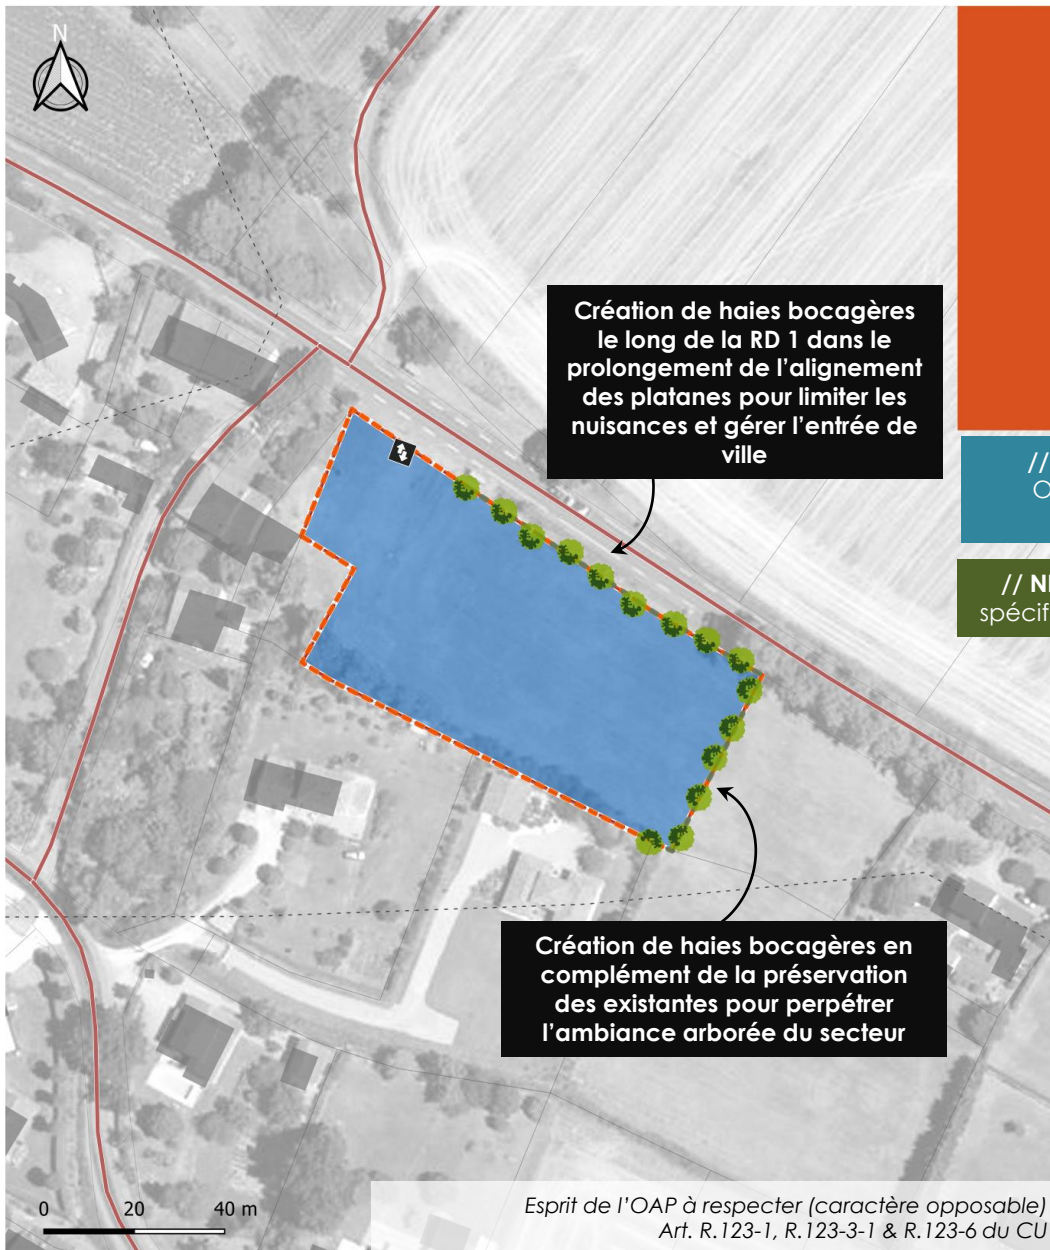 N
Création de haies bocagères
le long de la RD 1 dans le
prolongement de l’alignement
des platanes pour limiter les
nuisances et gérer l’entrée de
ville
//
// NI
spécif
Création de haies bocagères en
complément de la préservation
des existantes pour perpétrer
l’ambiance arborée du secteur
0 20 40 m
Esprit de l’OAP à respecter (caractère opposable)
Art. R.123-1, R.123-3-1 & R.123-6 du CU